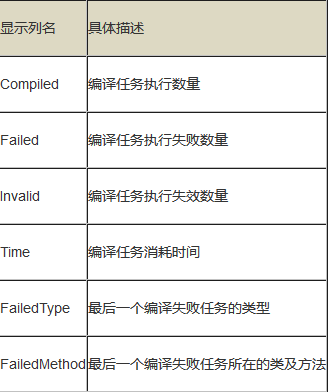 显示列名 具体描述
Compiled 编译任务执行数量
Failed 编译任务执行失败数量
Invalid 编译任务执行失效数量
Time 编译任务消耗时间
FailedType 最后一个编译失败任务的类型
FailedMethod 最后一个编译失败任务所在的类及方法